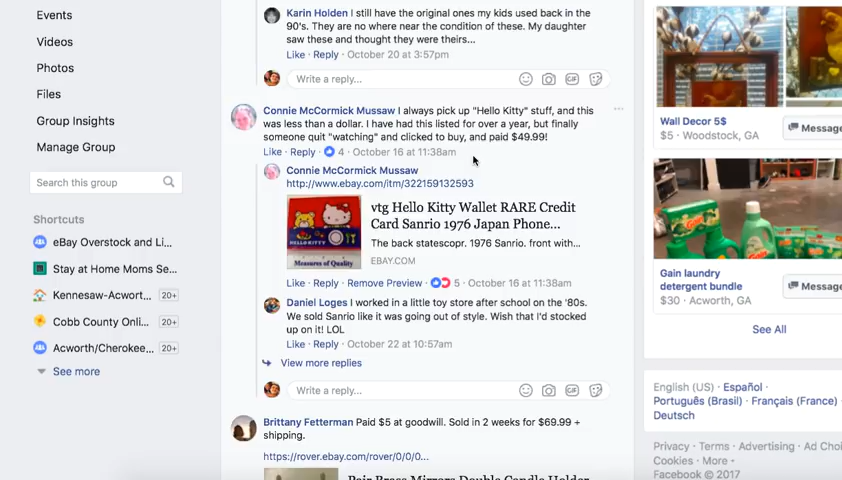 Events
Videos
Photos
Files
Group Insights
Manage Group
Search this group
Shortcuts
eBay Overstock and Li...
Stay at Home Moms Se...
Kennesaw-Acwort... 20+
Cobb County Onli... 20+
Acworth/Cherokee... 20+
See more
Karin Holden I still have the original ones my kids used back in the
90's. They are no where near the condition of these. My daughter
saw these and thought they were theirs...
Like · Reply · October 20 at 3:57pm
Write a reply...
Connie McCormick Mussaw I always pick up "Hello Kitty" stuff, and this
was less than a dollar. I have had this listed for over a year, but finally
someone quit "watching" and clicked to buy, and paid $49.99!
Like · Reply · 4 · October 16 at 11:38am
Connie McCormick Mussaw
http://www.ebay.com/itm/322159132593
HELLO KITTY
Measures of Quality
vtg Hello Kitty Wallet RARE Credit
Card Sanrio 1976 Japan Phone...
The back statescopr. 1976 Sanrio. front with...
EBAY.COM
Like · Reply · Remove Preview · 5 · October 16 at 11:38am
Daniel Loges I worked in a little toy store after school on the '80s.
We sold Sanrio like it was going out of style. Wish that I'd stocked
up on it! LOL
Like · Reply · October 22 at 10:57am
View more replies
Write a reply...
Brittany Fetterman Paid $5 at goodwill. Sold in 2 weeks for $69.99 +
shipping.
https://rover.ebay.com/rover/0/0/0...
Pair Brass Mirrors Double Candle Holder
Wall Decor 5$
$5 · Woodstock, GA
Message
Gain
Gain laundry
detergent bundle
$30 · Acworth, GA
Message
See All
English (US) · Español ·
Português (Brasil) · Français (France) ·
Deutsch
Privacy · Terms · Advertising · Ad Choi
Cookies · More
Facebook © 2017